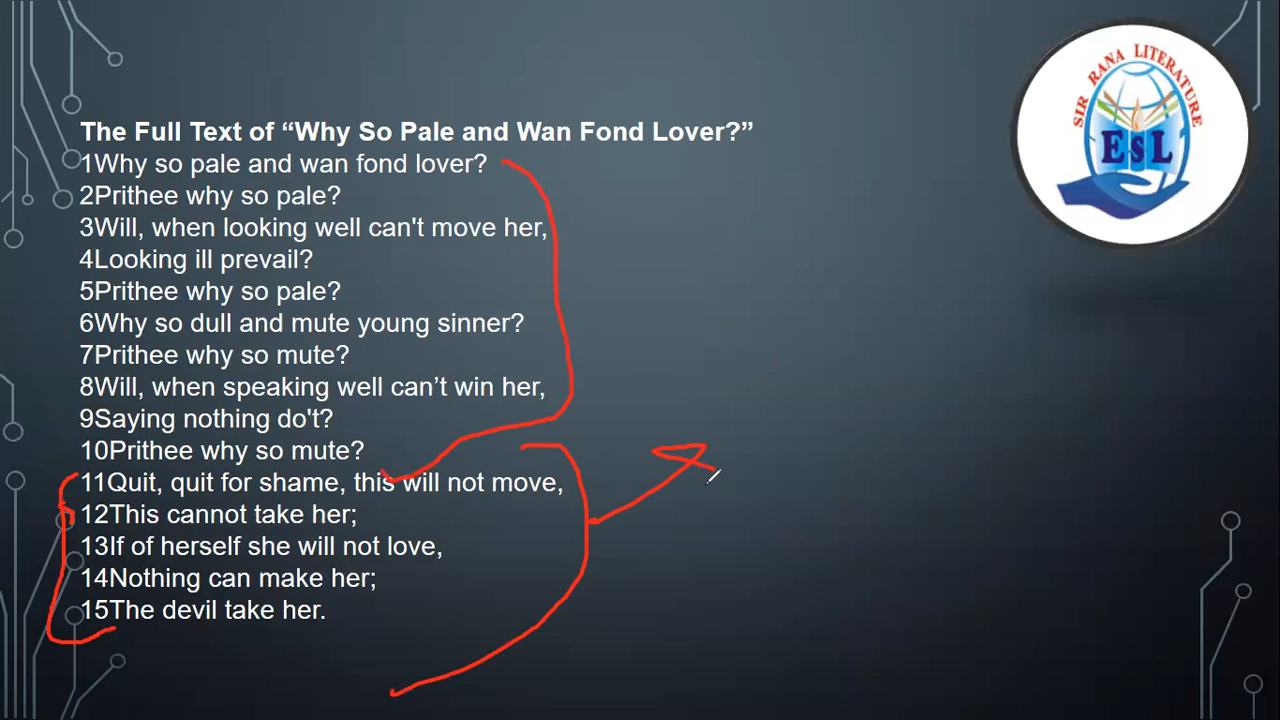 The Full Text of “Why So Pale and Wan Fond Lover?”
1Why so pale and wan fond lover?
2Prithee why so pale?
3Will, when looking well can't move her,
4Looking ill prevail?
5Prithee why so pale?
6Why so dull and mute young sinner?
7Prithee why so mute?
8Will, when speaking well can’t win her,
9Saying nothing do't?
10Prithee why so mute?
11Quit, quit for shame, this will not move,
12This cannot take her;
13If of herself she will not love,
14Nothing can make her;
15The devil take her.
SIR RANA LITERATURE
EsL